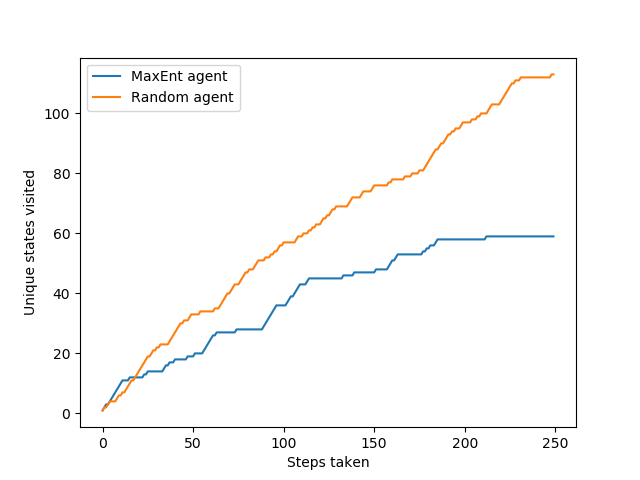 MaxEnt agent
Random agent
Unique states visited
100
80
60
40
20
0
0 50 100 150 200 250
Steps taken